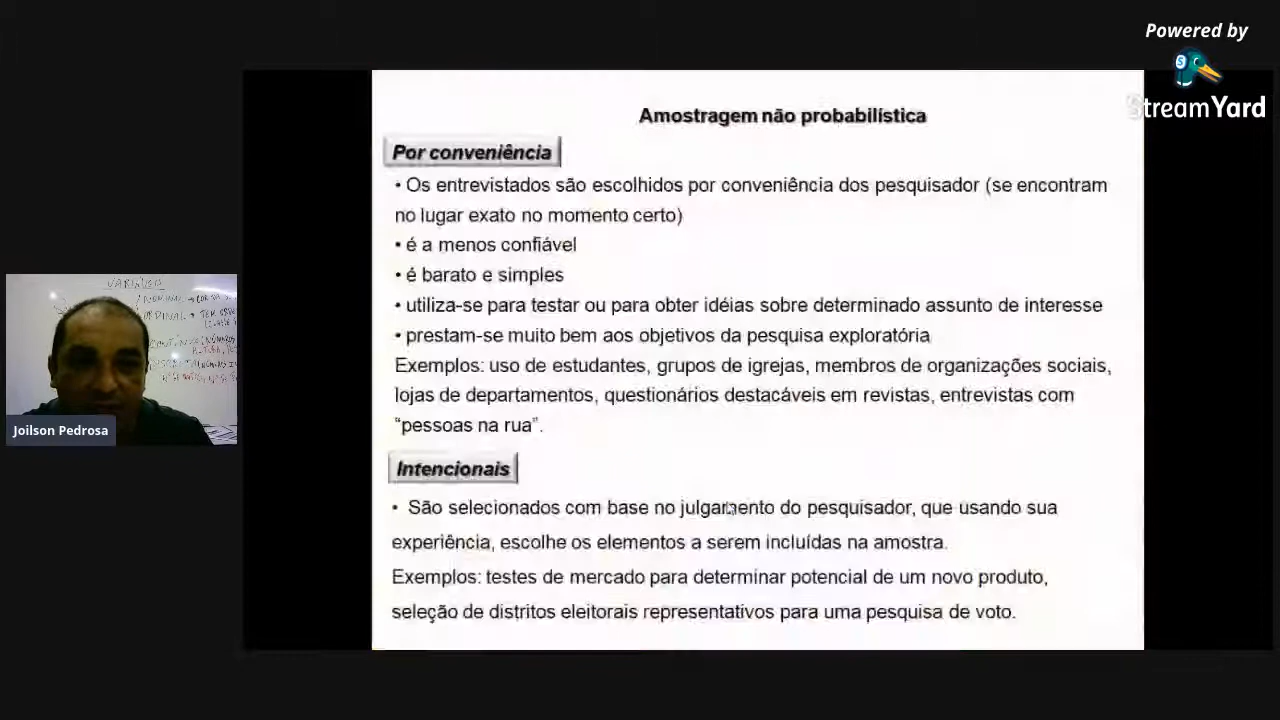 Powered by
StreamYard
Amostragem não probabilística
Por conveniência
• Os entrevistados são escolhidos por conveniência dos pesquisador (se encontram
no lugar exato no momento certo)
• é a menos confiável
• é barato e simples
• utiliza-se para testar ou para obter idéias sobre determinado assunto de interesse
• prestam-se muito bem aos objetivos da pesquisa exploratória
Exemplos: uso de estudantes, grupos de igrejas, membros de organizações sociais,
lojas de departamentos, questionários destacáveis em revistas, entrevistas com
“pessoas na rua”.
Intencionais
• São selecionados com base no julgamento do pesquisador, que usando sua
experiência, escolhe os elementos a serem incluídas na amostra.
Exemplos: testes de mercado para determinar potencial de um novo produto,
seleção de distritos eleitorais representativos para uma pesquisa de voto.
NOMINAL
Joilson Pedrosa